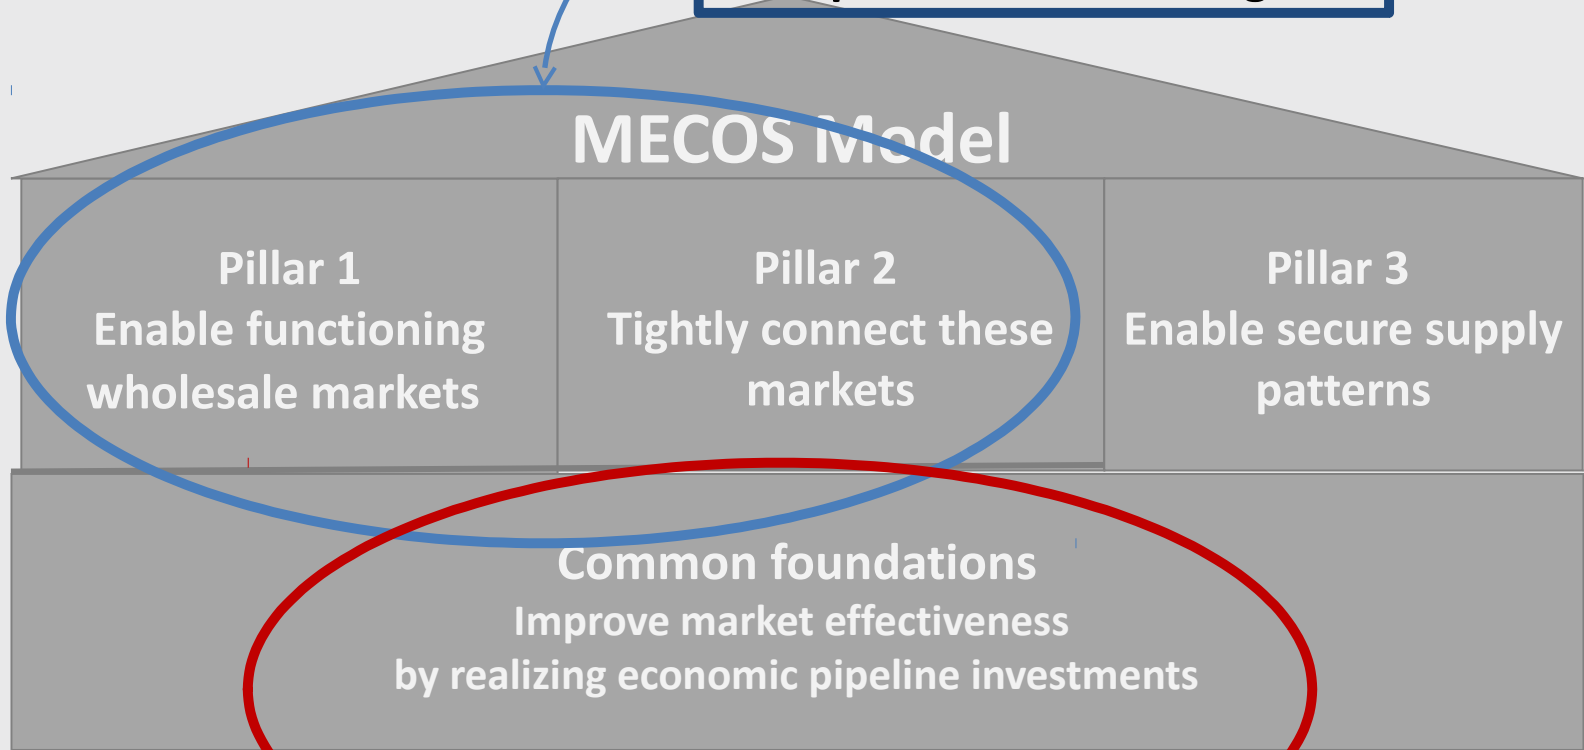 MECOS Model
Pillar 1
Enable functioning
wholesale markets
Pillar 2
Tightly connect these
markets
Pillar 3
Enable secure supply
patterns
Common foundations
Improve market effectiveness
by realizing economic pipeline investments